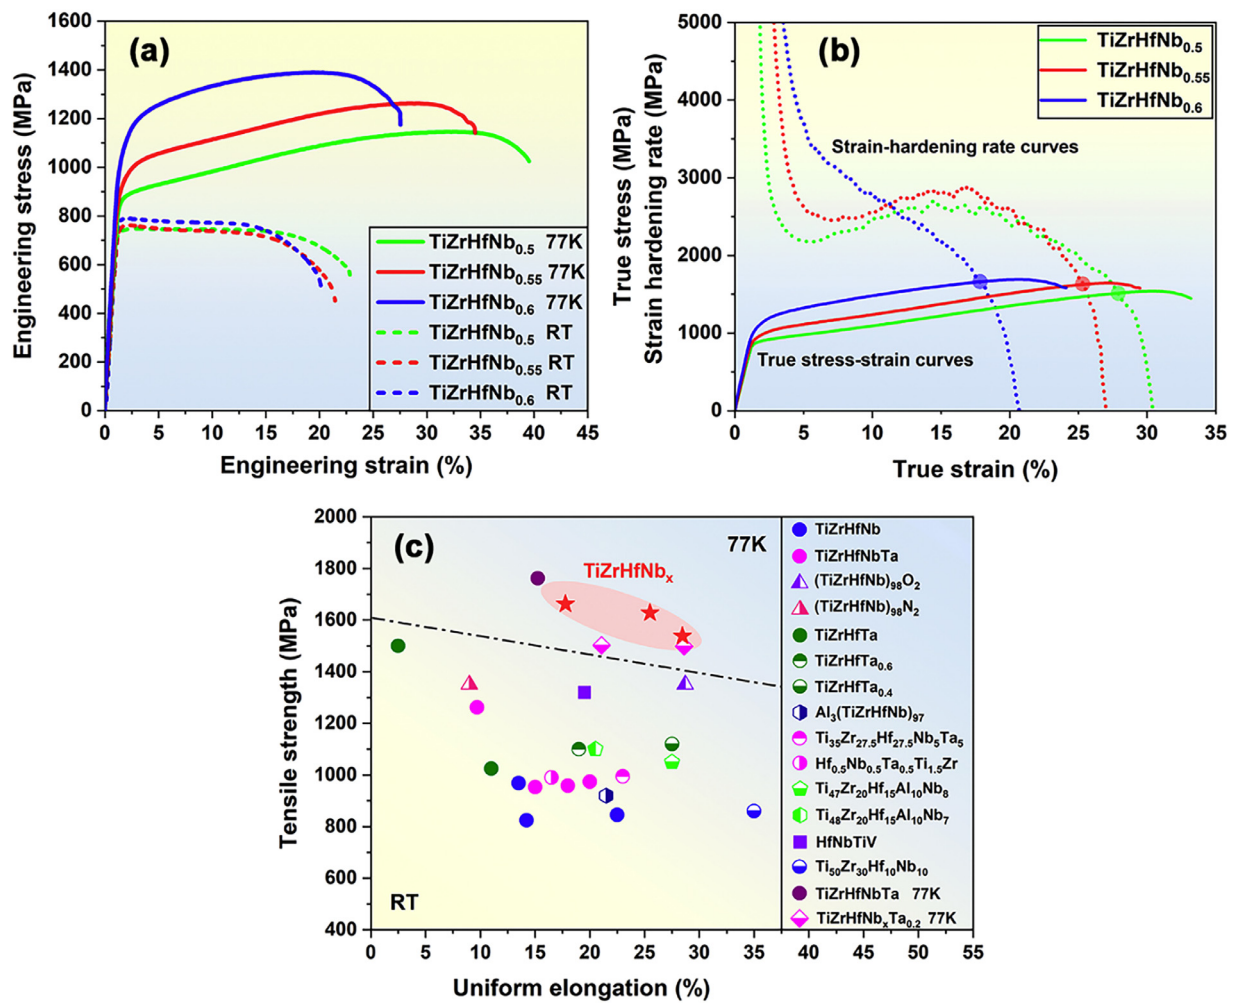 (a)
1600
1400
1200
1000
800
600
400
200
0
Engineering stress (MPa)
TiZrHfNb0.5 77K
TiZrHfNb0.55 77K
TiZrHfNb0.6 77K
TiZrHfNb0.5 RT
TiZrHfNb0.55 RT
TiZrHfNb0.6 RT
0 5 10 15 20 25 30 35 40 45
Engineering strain (%)
(b)
5000
4000
3000
2000
1000
0
True stress (MPa)
Strain hardening rate (MPa)
TiZrHfNb0.5
TiZrHfNb0.55
TiZrHfNb0.6
Strain-hardening rate curves
True stress-strain curves
0 5 10 15 20 25 30 35
True strain (%)
(c)
2000
1800
1600
1400
1200
1000
800
600
400
Tensile strength (MPa)
77K
TiZrHfNbx
RT
TiZrHfNb
TiZrHfNbTa
(TiZrHfNb)98O2
(TiZrHfNb)98N2
TiZrHfTa
TiZrHfTa0.6
TiZrHfTa0.4
Al3(TiZrHfNb)97
Ti35Zr27.5Hf27.5Nb5Ta5
Hf0.5Nb0.5Ta0.5Ti1.5Zr
Ti47Zr20Hf15Al10Nb8
Ti48Zr20Hf15Al10Nb7
HfNbTiV
Ti50Zr30Hf10Nb10
TiZrHfNbTa 77K
TiZrHfNbxTa0.2 77K
0 5 10 15 20 25 30 35 40 45 50 55
Uniform elongation (%)